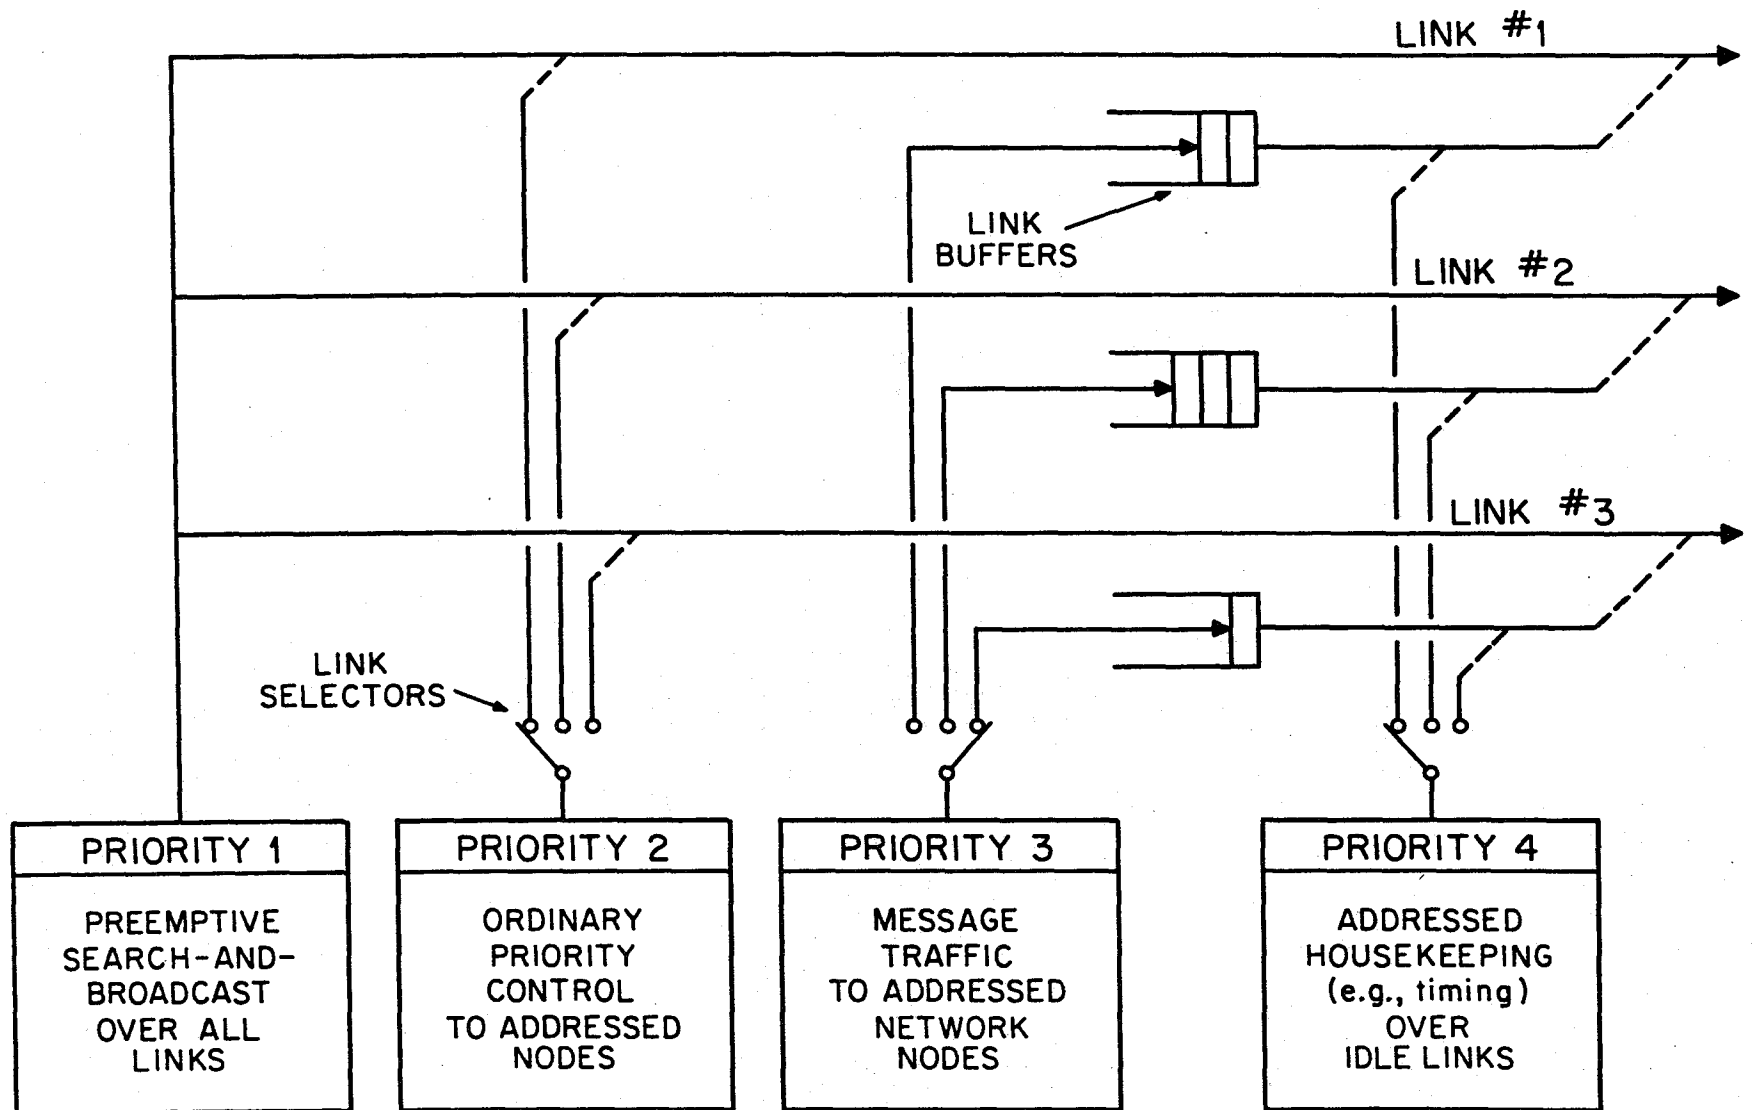 LINK #1
LINK
BUFFERS
LINK #2
LINK #3
LINK
SELECTORS
PRIORITY 1
PREEMPTIVE
SEARCH-AND-
BROADCAST
OVER ALL
LINKS
PRIORITY 2
ORDINARY
PRIORITY
CONTROL
TO ADDRESSED
NODES
PRIORITY 3
MESSAGE
TRAFFIC
TO ADDRESSED
NETWORK
NODES
PRIORITY 4
ADDRESSED
HOUSEKEEPING
(e.g., timing)
OVER
IDLE LINKS